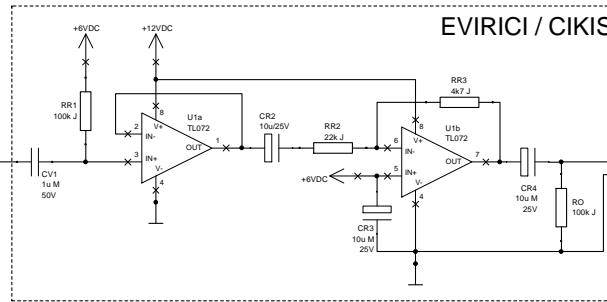 EVIRICI / CIKIS
+6VDC
+12VDC
RR1
100k J
CV1
1u M
50V
2
3
8
V+
IN-
IN+
V-
4
OUT
1
U1a
TL072
CR2
10u/25V
RR2
22k J
RR3
4k7 J
+6VDC
6
5
8
V+
IN-
IN+
V-
4
OUT
7
U1b
TL072
CR3
10u M
25V
CR4
10u M
25V
RO
100k J